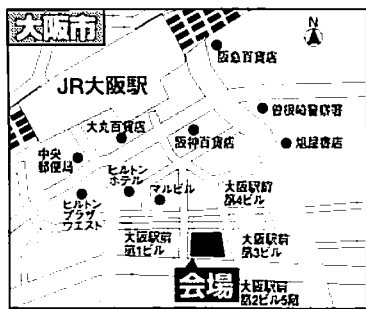 大阪市
N
阪急百貨店
JR大阪駅
曽根崎警察署
大丸百貨店
阪神百貨店
旭屋書店
中央
郵便局
ヒルトン
ホテル
マルビル
大阪駅前
第4ビル
ヒルトン
プラザ
ウエスト
大阪駅前
第1ビル
大阪駅前
第3ビル
会場
大阪駅前
第2ビル5階